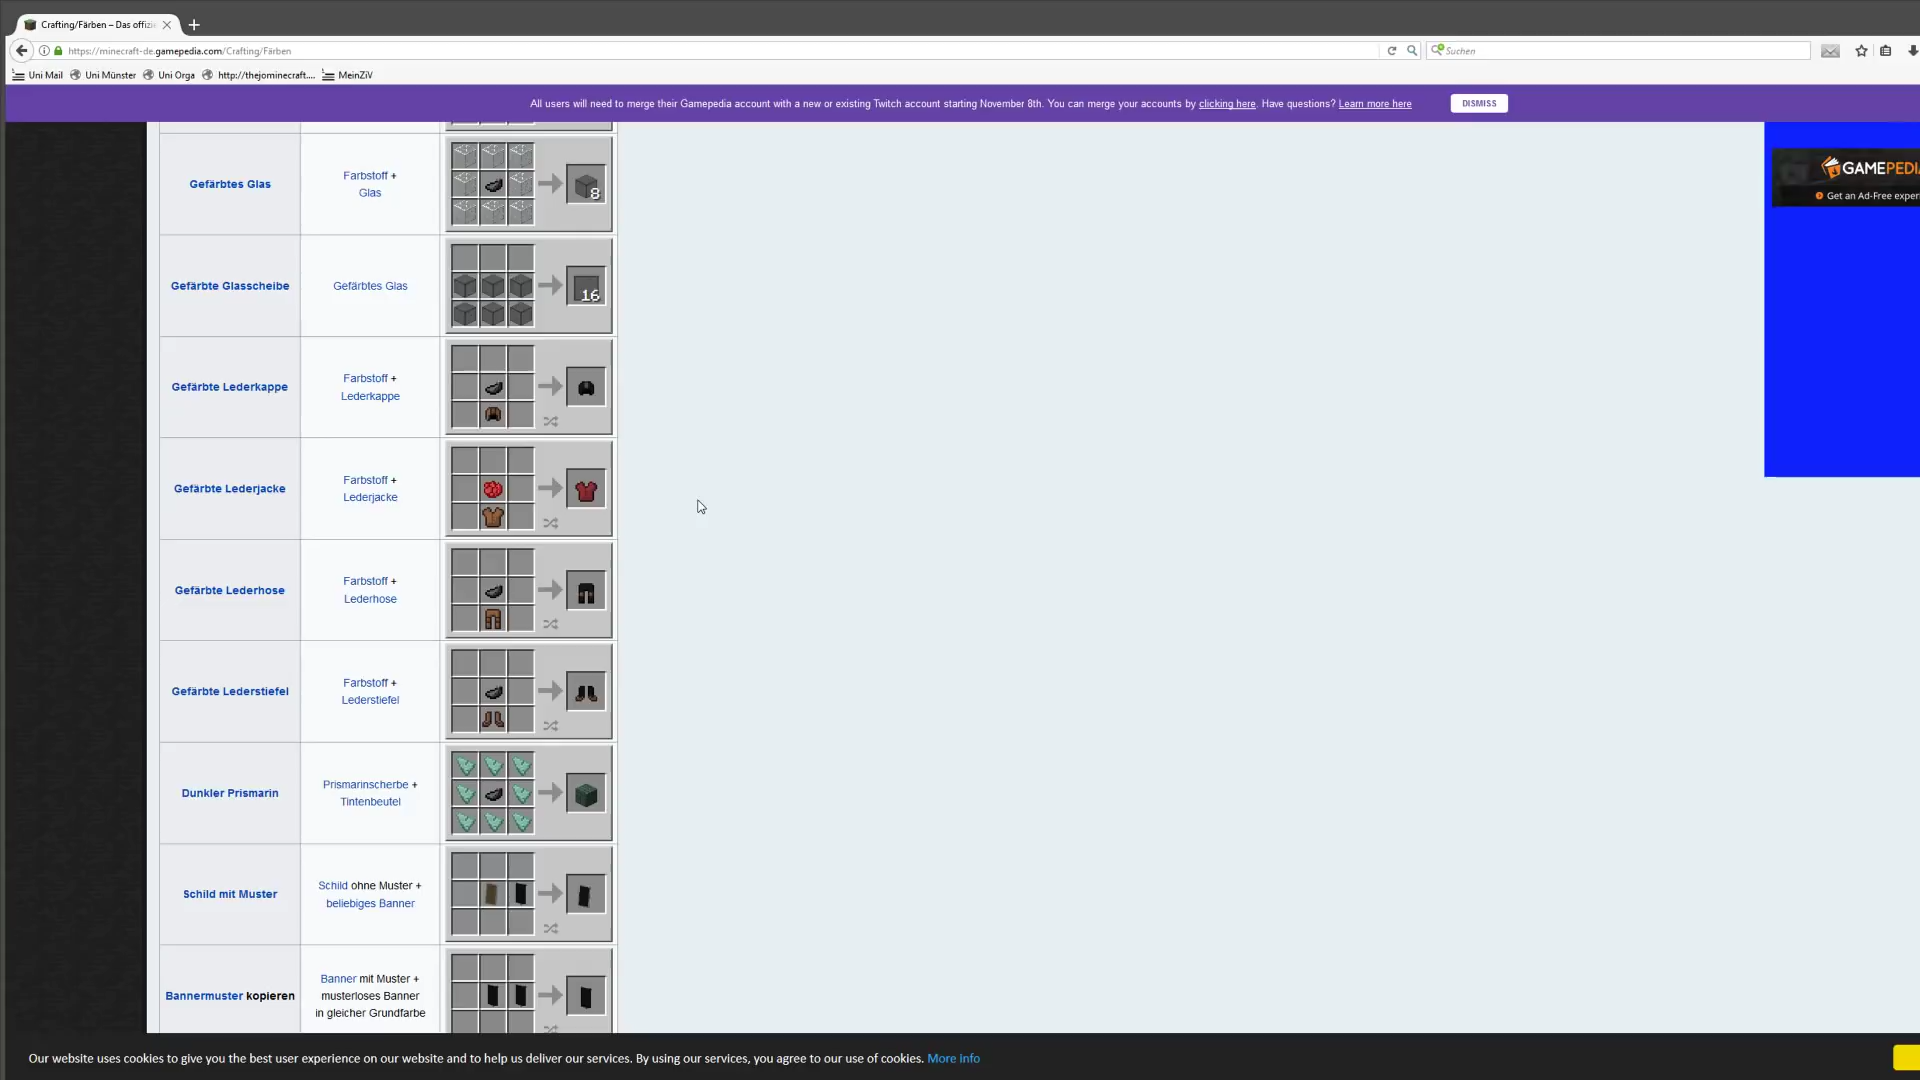 Crafting/Färben – Das offizi
https://minecraft-de.gamepedia.com/Crafting/Färben
Suchen
Uni Mail
Uni Münster
Uni Orga
http://thejominecraft....
MeinZiV
All users will need to merge their Gamepedia account with a new or existing Twitch account starting November 8th. You can merge your accounts by clicking here. Have questions? Learn more here
DISMISS
GAMEPEDI
Get an Ad-Free experi
Gefärbtes Glas
Farbstoff +
Glas
8
Gefärbte Glasscheibe
Gefärbtes Glas
16
Gefärbte Lederkappe
Farbstoff +
Lederkappe
Gefärbte Lederjacke
Farbstoff +
Lederjacke
Gefärbte Lederhose
Farbstoff +
Lederhose
Gefärbte Lederstiefel
Farbstoff +
Lederstiefel
Dunkler Prismarin
Prismarinscherbe +
Tintenbeutel
Schild mit Muster
Schild ohne Muster +
beliebiges Banner
Bannermuster kopieren
Banner mit Muster +
musterloses Banner
in gleicher Grundfarbe
Our website uses cookies to give you the best user experience on our website and to help us deliver our services. By using our services, you agree to our use of cookies. More info